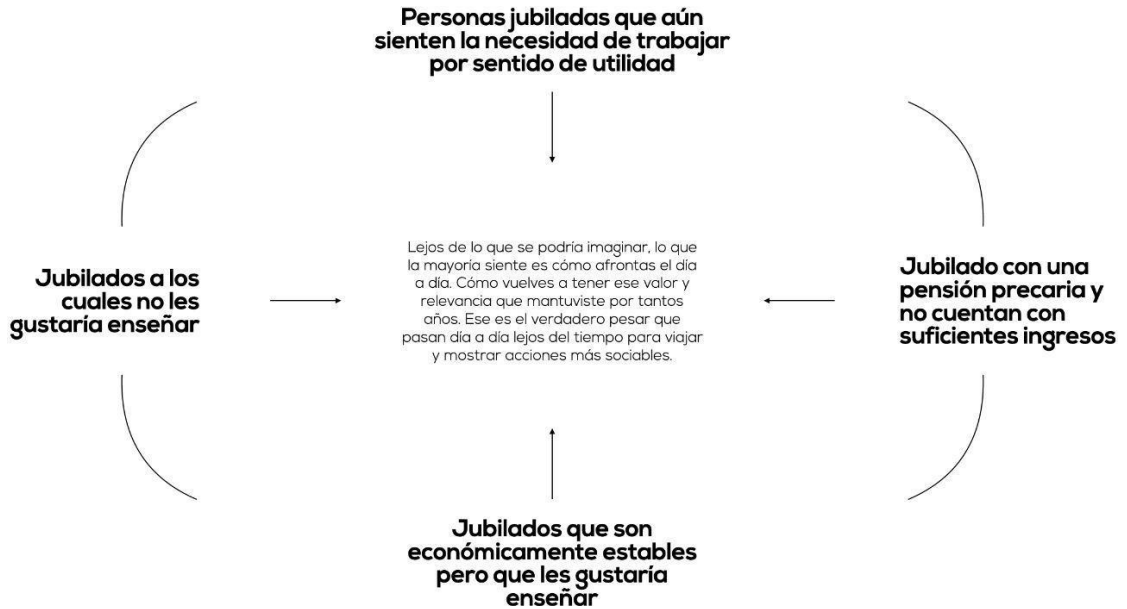 Personas jubiladas que aún
sienten la necesidad de trabajar
por sentido de utilidad
Jubilados a los
cuales no les
gustaría enseñar
Lejos de lo que se podría imaginar, lo que
la mayoría siente es cómo afrontas el día
a día. Cómo vuelves a tener ese valor y
relevancia que mantuviste por tantos
años. Ese es el verdadero pesar que
pasan día a día lejos del tiempo para viajar
y mostrar acciones más sociables.
Jubilado con una
pensión precaria y
no cuentan con
suficientes ingresos
Jubilados que son
económicamente estables
pero que les gustaría
enseñar